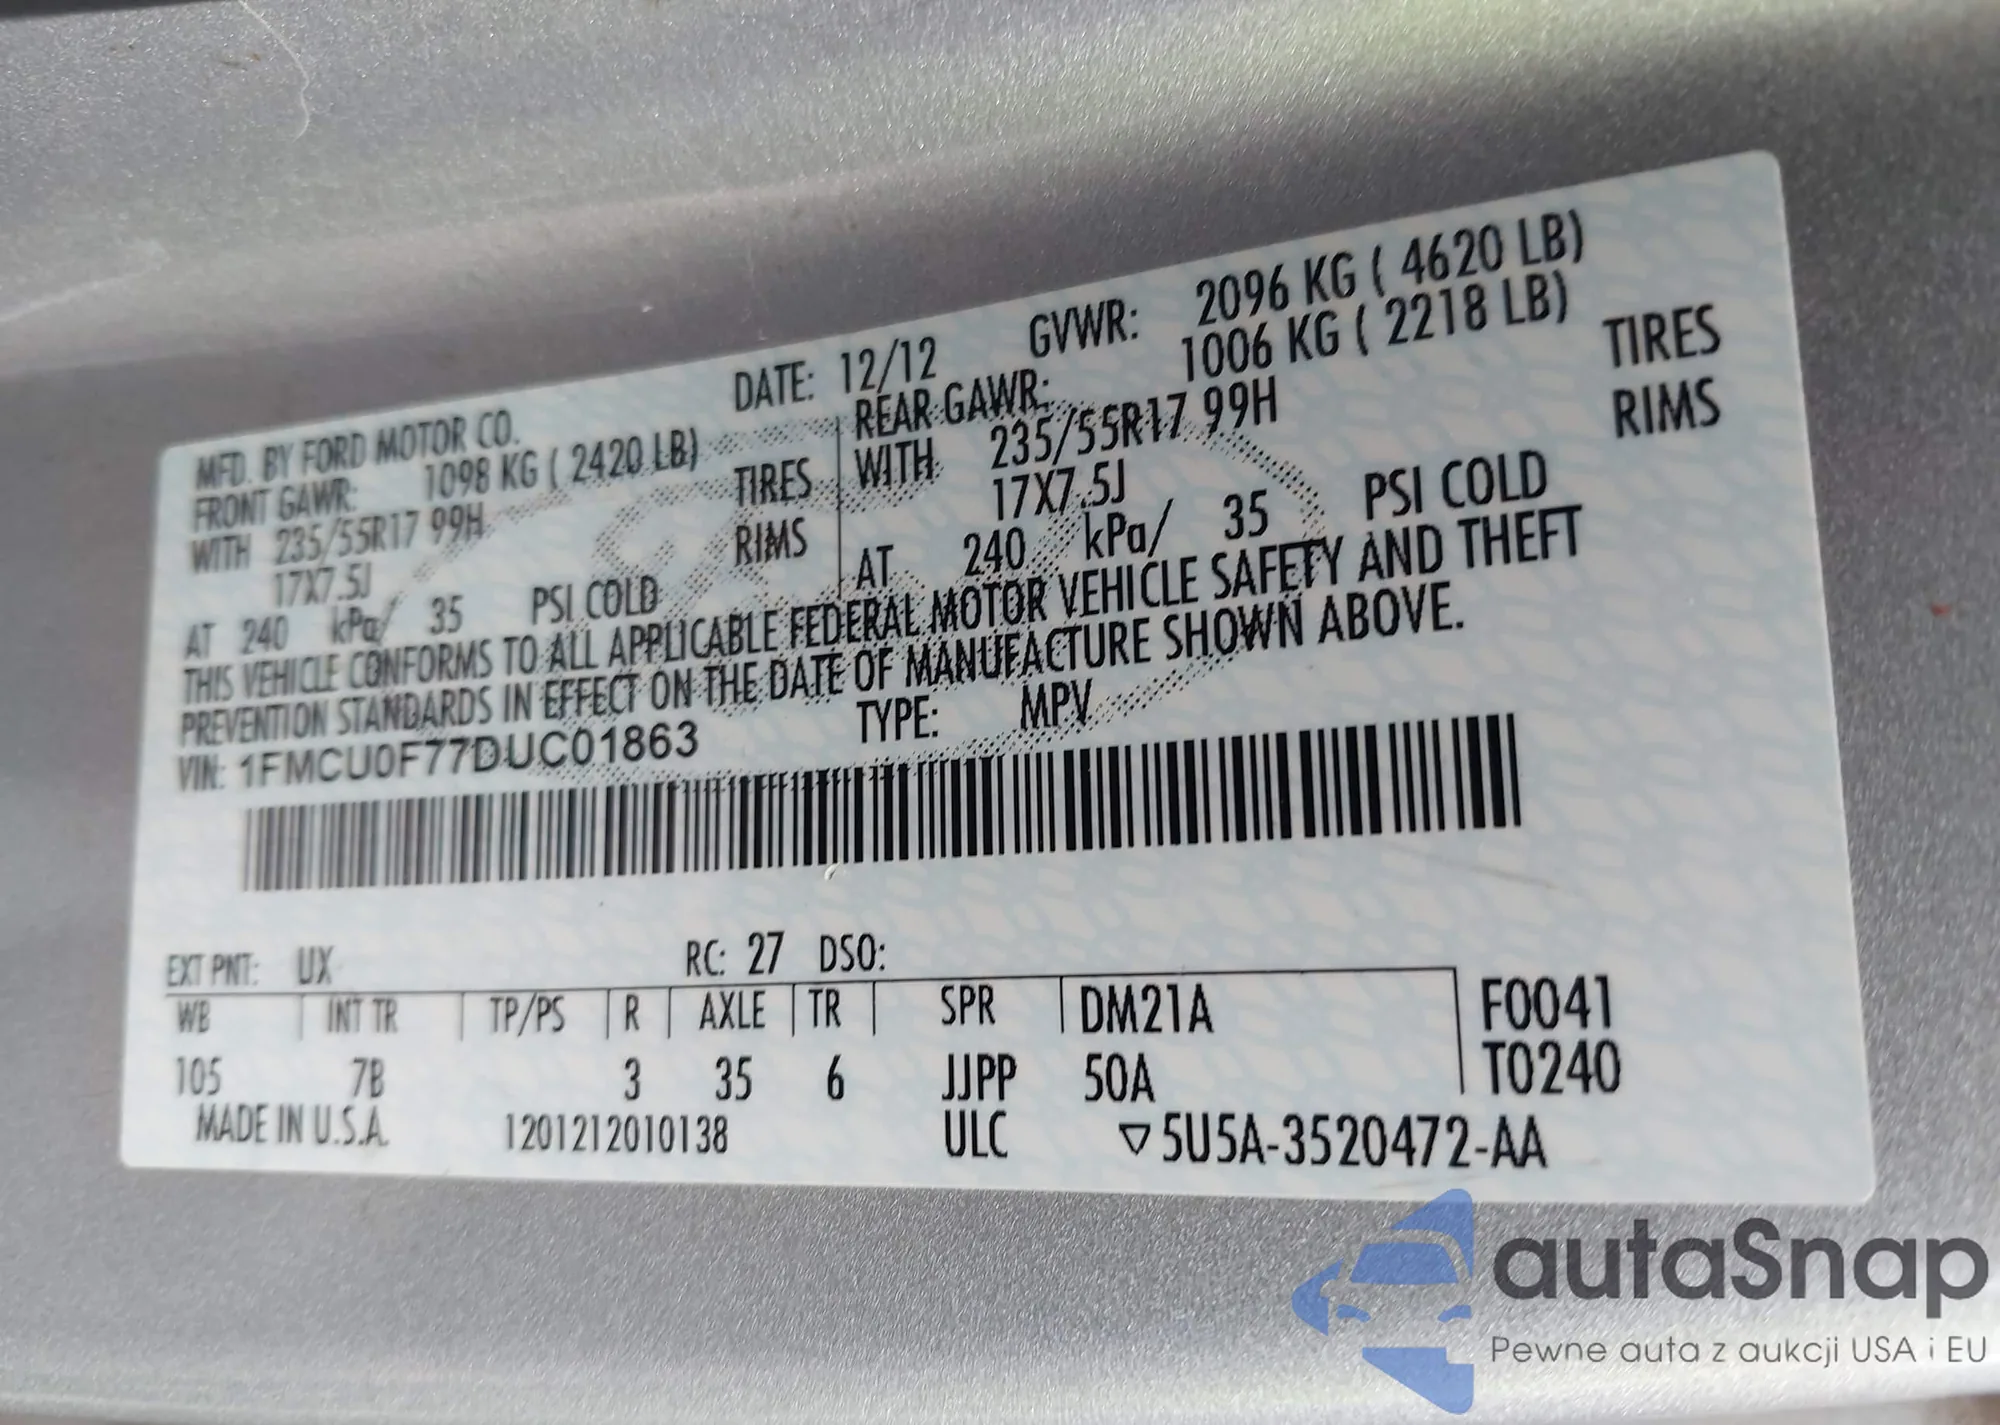 MFD. BY FORD MOTOR CO. DATE: 12/12 GVWR: 2096 KG ( 4620 LB)
FRONT GAWR: 1098 KG ( 2420 LB) REAR GAWR: 1006 KG ( 2218 LB)
WITH 235/55R17 99H TIRES WITH 235/55R17 99H TIRES
17X7.5J RIMS 17X7.5J RIMS
AT 240 kPa/ 35 PSI COLD AT 240 kPa/ 35 PSI COLD
THIS VEHICLE CONFORMS TO ALL APPLICABLE FEDERAL MOTOR VEHICLE SAFETY AND THEFT
PREVENTION STANDARDS IN EFFECT ON THE DATE OF MANUFACTURE SHOWN ABOVE.
VIN: 1FMCU0F77DUC01863 TYPE: MPV
EXT PNT: UX RC: 27 DSO:
WB INT TR TP/PS R AXLE TR SPR DM21A F0041
105 7B 3 35 6 JJPP 50A T0240
MADE IN U.S.A. 1201212010138 ULC ▽5U5A-3520472-AA
autaSnap
Pewne auta z aukcji USA i EU